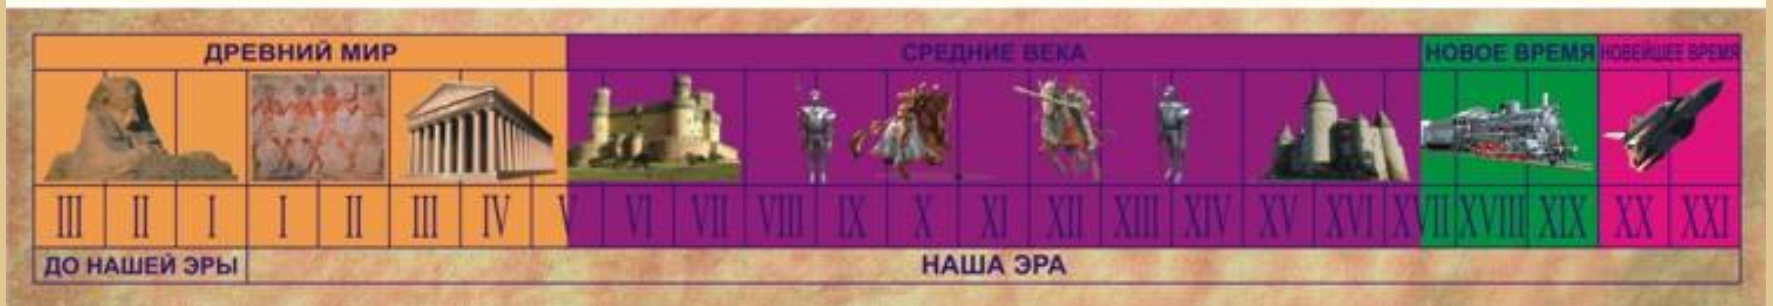 ДРЕВНИЙ МИР СРЕДНИЕ ВЕКА НОВОЕ ВРЕМЯ НОВЕЙШЕЕ ВРЕМЯ
III II I I II III IV V VI VII VIII IX X XI XII XIII XIV XV XVI XVII XVIII XIX XX XXI
ДО НАШЕЙ ЭРЫ НАША ЭРА